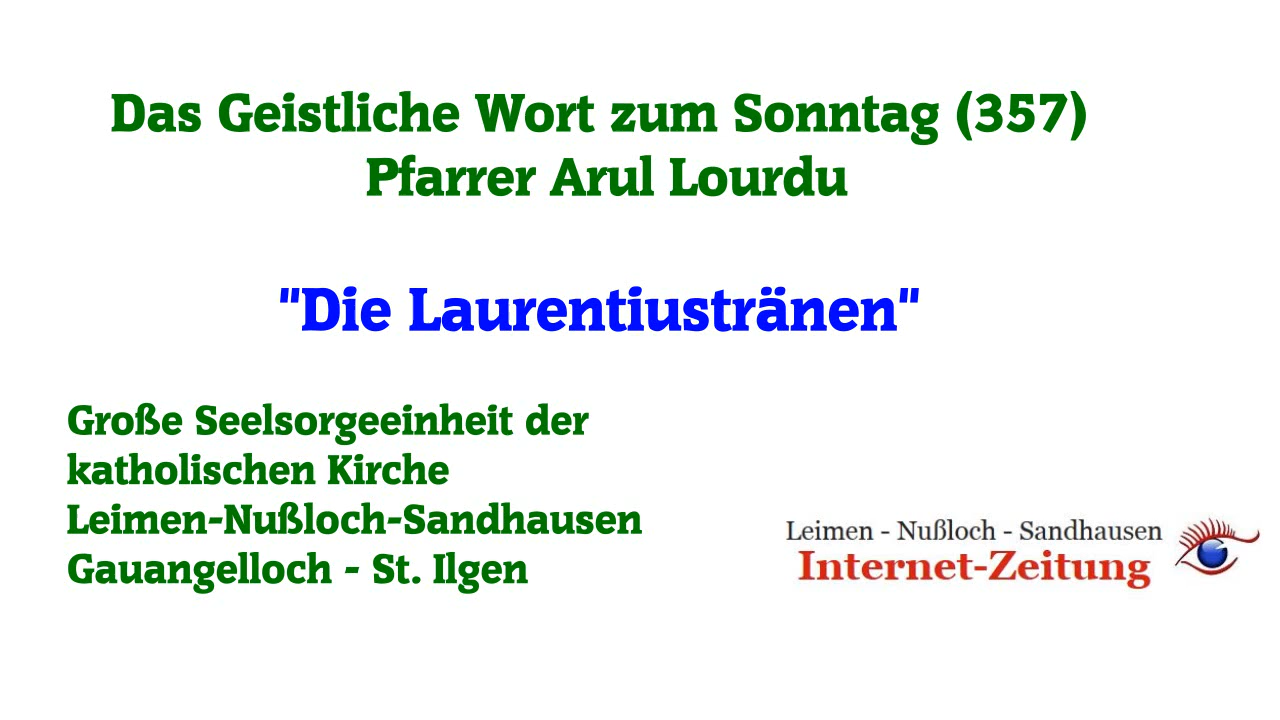 Das Geistliche Wort zum Sonntag (357)
Pfarrer Arul Lourdu
"Die Laurentiustränen"
Große Seelsorgeeinheit der
katholischen Kirche
Leimen-Nußloch-Sandhausen
Gauangelloch - St. Ilgen
Leimen - Nußloch - Sandhausen
Internet-Zeitung